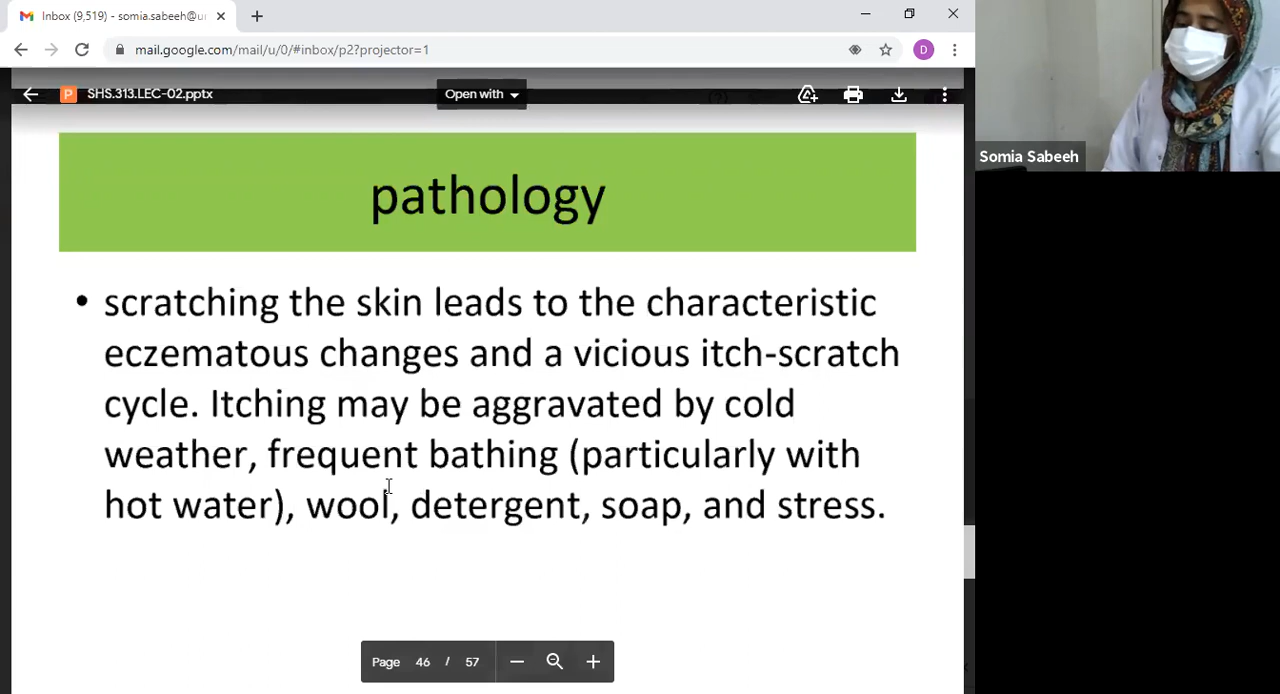 Inbox (9,519) - somia.sabeeh@u
mail.google.com/mail/u/0/#inbox/p2?projector=1
D
P SHS.313.LEC-02.pptx
Open with
Somia Sabeeh
pathology
• scratching the skin leads to the characteristic
eczematous changes and a vicious itch-scratch
cycle. Itching may be aggravated by cold
weather, frequent bathing (particularly with
hot water), wool, detergent, soap, and stress.
Page 46 / 57